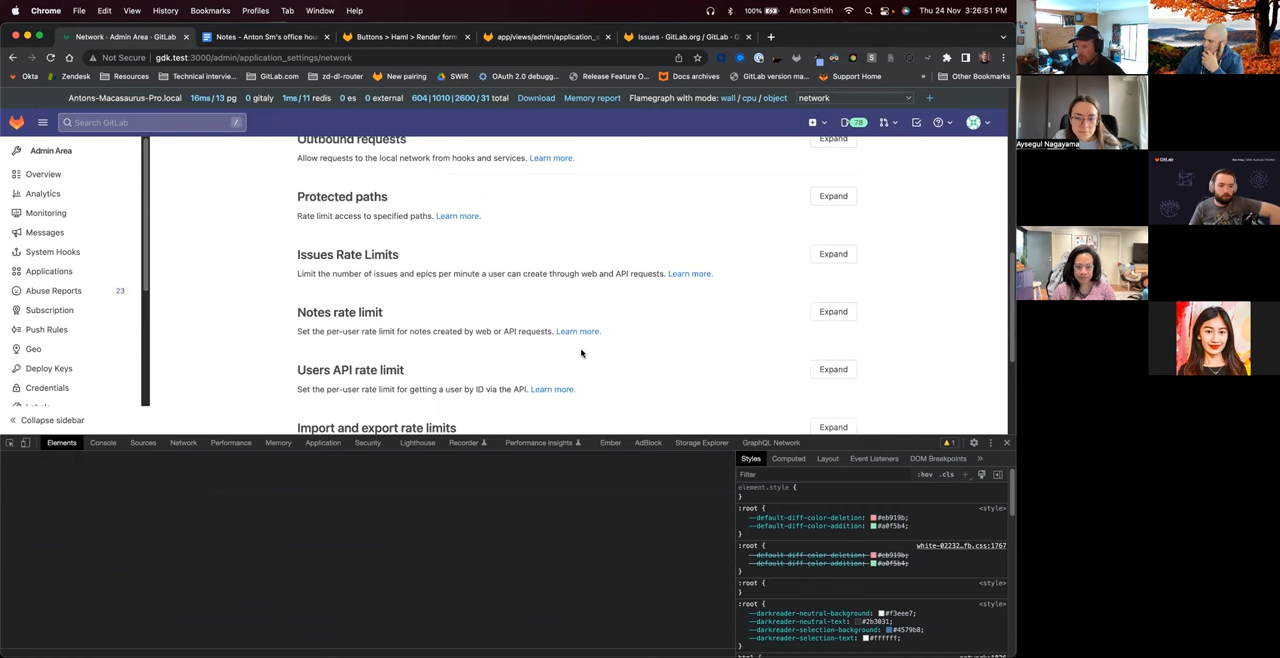 Chrome File Edit View History Bookmarks Profiles Tab Window Help 100% Anton Smith Thu 24 Nov 3:26:51 PM
Network · Admin Area · GitLab Notes - Anton Sm's office hou Buttons > Haml > Render form app/views/admin/application_s Issues · GitLab.org / GitLab · G
Not Secure gdk.test:3000/admin/application_settings/network
Okta Zendesk Resources Technical intervie... GitLab.com zd-dl-router New pairing SWIR OAuth 2.0 debugg... Release Feature O... Docs archives GitLab version ma... Support Home » Other Bookmarks
Antons-Macasaurus-Pro.local 16ms/13 pg 0 gitaly 1ms/11 redis 0 es 0 external 604|1010|2600/31 total Download Memory report Flamegraph with mode: wall / cpu / object network
Search GitLab / 78
Admin Area
Overview
Analytics
Monitoring
Messages
System Hooks
Applications
Abuse Reports 23
Subscription
Push Rules
Geo
Deploy Keys
Credentials
Labels
Collapse sidebar
Outbound requests Expand
Allow requests to the local network from hooks and services. Learn more.
Protected paths Expand
Rate limit access to specified paths. Learn more.
Issues Rate Limits Expand
Limit the number of issues and epics per minute a user can create through web and API requests. Learn more.
Notes rate limit Expand
Set the per-user rate limit for notes created by web or API requests. Learn more.
Users API rate limit Expand
Set the per-user rate limit for getting a user by ID via the API. Learn more.
Import and export rate limits Expand
Elements Console Sources Network Performance Memory Application Security Lighthouse Recorder Performance insights Ember AdBlock Storage Explorer GraphQL Network 1
Styles Computed Layout Event Listeners DOM Breakpoints »
Filter :hov .cls +
element.style {
}
:root { <style>
--default-diff-color-deletion: #eb919b;
--default-diff-color-addition: #a0f5b4;
}
:root { white-02232…fb.css:1767
--default-diff-color-deletion: #eb919b;
--default-diff-color-addition: #a0f5b4;
}
:root { <style>
}
:root { <style>
--darkreader-neutral-background: #f3eee7;
--darkreader-neutral-text: #2b3031;
--darkreader-selection-background: #4579b8;
--darkreader-selection-text: #ffffff;
}
Aysegul Nagayama
GitLab